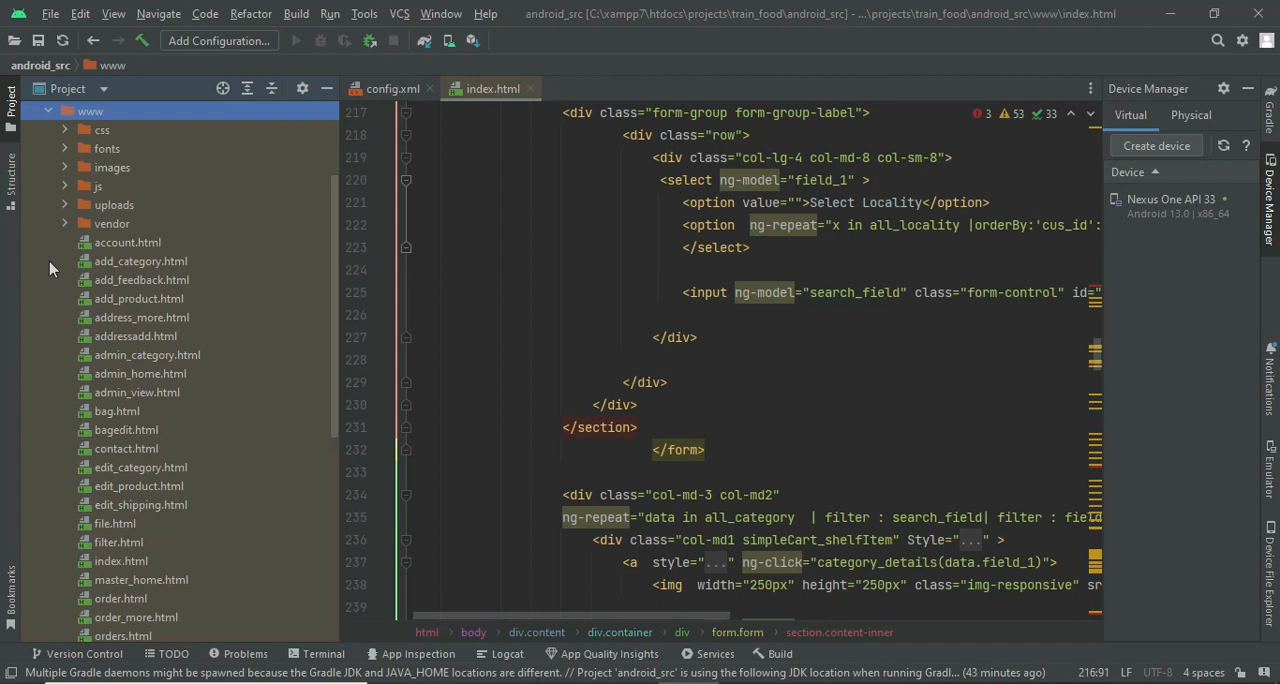 File Edit View Navigate Code Refactor Build Run Tools VCS Window Help android_src [C:\xampp7\htdocs\projects\train_food\android_src] - ...\projects\train_food\android_src\www\index.html
Add Configuration...
android_src www
Project
config.xml
index.html
Device Manager
Virtual
Physical
Create device
?
Device
Nexus One API 33
Android 13.0 | x86_64
3 53 33
www
css
fonts
images
js
uploads
vendor
account.html
add_category.html
add_feedback.html
add_product.html
address_more.html
addressadd.html
admin_category.html
admin_home.html
admin_view.html
bag.html
bagedit.html
contact.html
edit_category.html
edit_product.html
edit_shipping.html
file.html
filter.html
index.html
master_home.html
order.html
order_more.html
orders.html
217 <div class="form-group form-group-label">
218 <div class="row">
219 <div class="col-lg-4 col-md-8 col-sm-8">
220 <select ng-model="field_1" >
221 <option value="">Select Locality</option>
222 <option ng-repeat="x in all_locality |orderBy:'cus_id':
223 </select>
224
225 <input ng-model="search_field" class="form-control" id="
226
227 </div>
228
229 </div>
230 </div>
231 </section>
232 </form>
233
234 <div class="col-md-3 col-md2"
235 ng-repeat="data in all_category | filter : search_field| filter : field
236 <div class="col-md1 simpleCart_shelfItem" Style="..." >
237 <a style="..." ng-click="category_details(data.field_1)">
238 <img width="250px" height="250px" class="img-responsive" sr
239
html body div.content div.container div form.form section.content-inner
Project
Structure
Bookmarks
Gradle
Device Manager
Notifications
Emulator
Device File Explorer
Version Control TODO Problems Terminal App Inspection Logcat App Quality Insights Services Build
Multiple Gradle daemons might be spawned because the Gradle JDK and JAVA_HOME locations are different. // Project 'android_src' is using the following JDK location when running Gradl... (43 minutes ago) 216:91 LF UTF-8 4 spaces